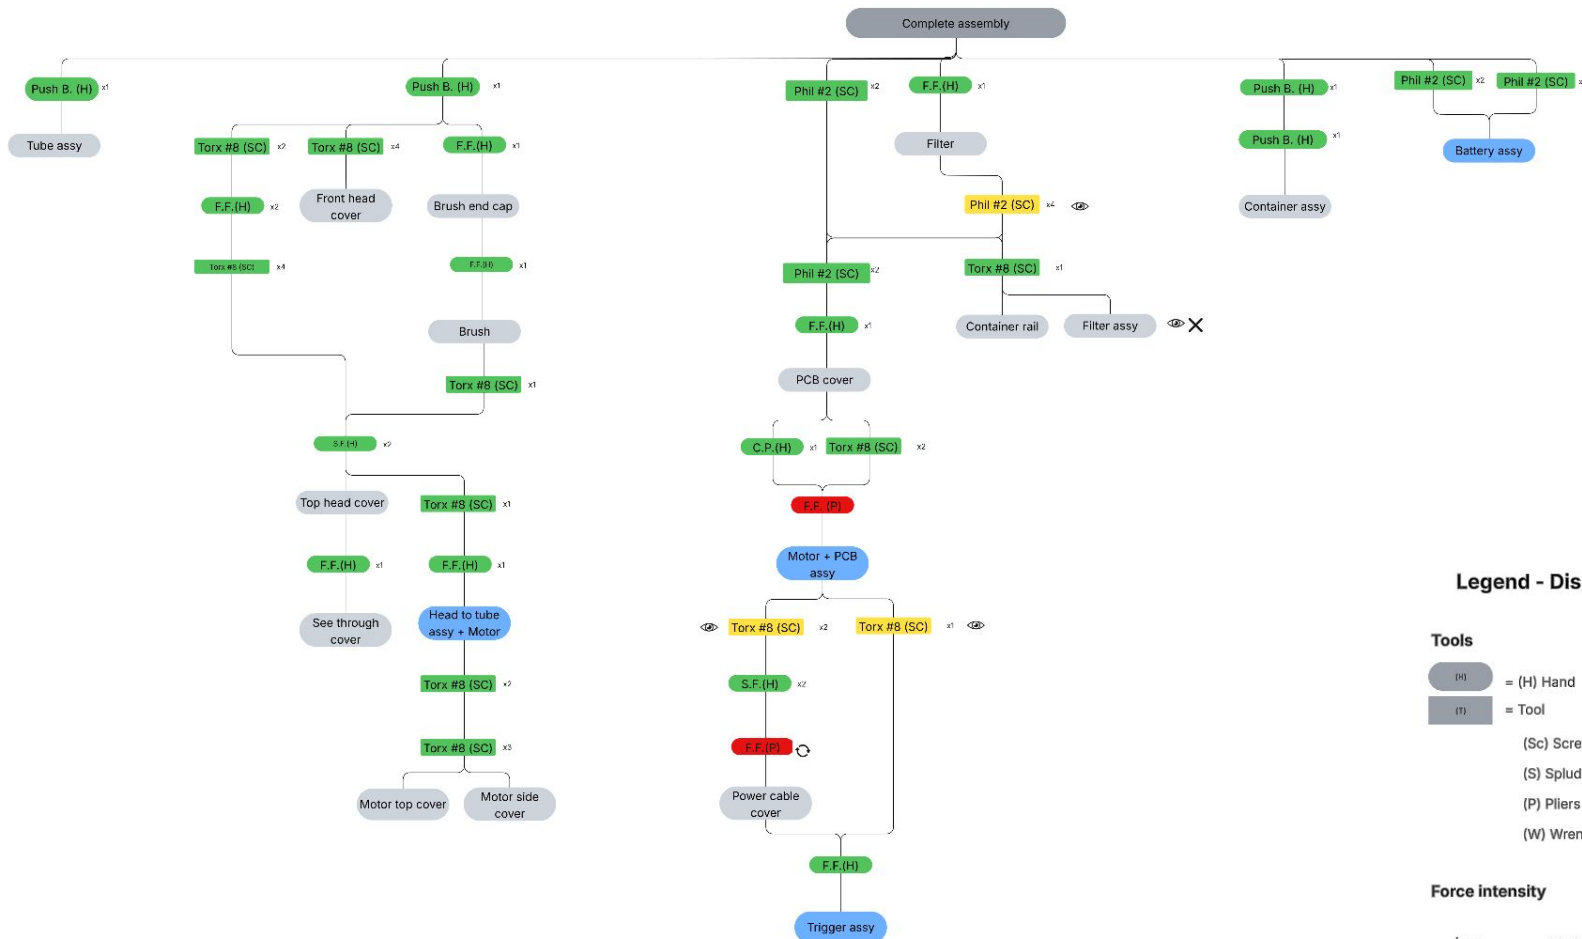 Complete assembly
Push B. (H) x1
Push B. (H) x1
Phil #2 (SC) x2
F.F.(H) x1
Push B. (H) x1
Phil #2 (SC) x2
Phil #2 (SC)
Tube assy
Torx #8 (SC) x2
Torx #8 (SC) x4
F.F.(H) x1
Filter
Push B. (H) x1
Battery assy
F.F.(H) x2
Front head
cover
Brush end cap
Phil #2 (SC) x4
Container assy
Torx #8 (SC) x4
F.F.(H) x1
Phil #2 (SC) x2
Torx #8 (SC) x1
Brush
F.F.(H) x1
Container rail
Filter assy
Torx #8 (SC) x1
PCB cover
S.F.(H) x2
C.P.(H) x1
Torx #8 (SC) x2
Top head cover
Torx #8 (SC) x1
F.F. (P)
F.F.(H) x1
F.F.(H) x1
Motor + PCB
assy
See through
cover
Head to tube
assy + Motor
Torx #8 (SC) x2
Torx #8 (SC) x1
Torx #8 (SC) x2
S.F.(H) x2
Torx #8 (SC) x3
F.F.(P)
Motor top cover
Motor side
cover
Power cable
cover
F.F.(H)
Trigger assy
Legend - Dis
Tools
(H) = (H) Hand
(T) = Tool
(Sc) Scre
(S) Splud
(P) Pliers
(W) Wren
Force intensity